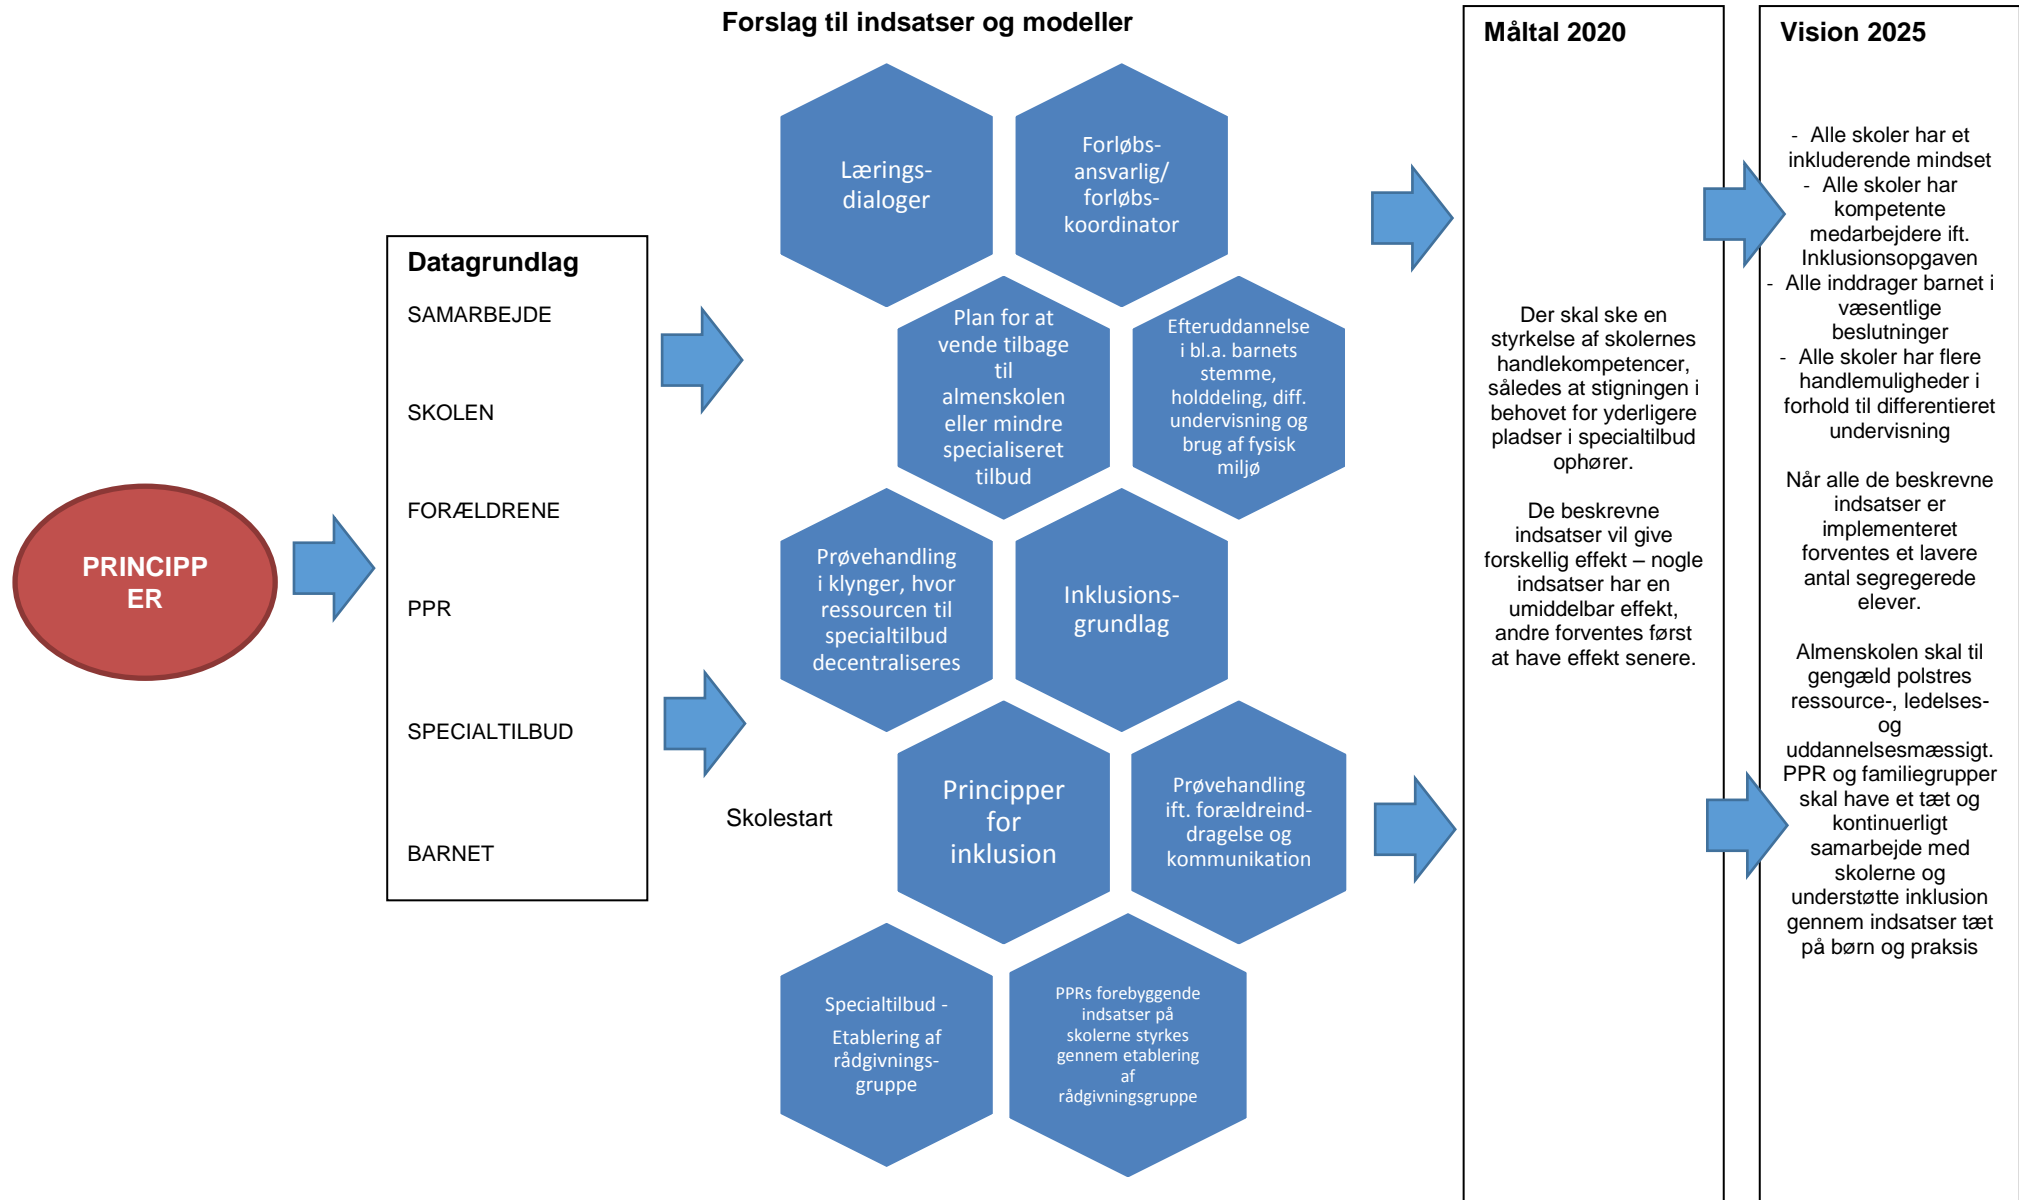 Forslag til indsatser og modeller
PRINCIPP
ER
Datagrundlag
SAMARBEJDE
SKOLEN
FORÆLDRENE
PPR
SPECIALTILBUD
BARNET
Lærings-
dialoger
Forløbs-
ansvarlig/
forløbs-
koordinator
Plan for at
vende tilbage
til
almenskolen
eller mindre
specialiseret
tilbud
Efteruddannelse
i bl.a. barnets
stemme,
holddeling, diff.
undervisning og
brug af fysisk
miljø
Prøvehandling
i klynger, hvor
ressourcen til
specialtilbud
decentraliseres
Inklusions-
grundlag
Skolestart
Principper
for
inklusion
Prøvehandling
ift. forældreind-
dragelse og
kommunikation
Specialtilbud -
Etablering af
rådgivnings-
gruppe
PPRs forebyggende
indsatser på
skolerne styrkes
gennem etablering
af
rådgivningsgruppe
Måltal 2020
Der skal ske en
styrkelse af skolernes
handlekompetencer,
således at stigningen i
behovet for yderligere
pladser i specialtilbud
ophører.
De beskrevne
indsatser vil give
forskellig effekt – nogle
indsatser har en
umiddelbar effekt,
andre forventes først
at have effekt senere.
Vision 2025
- Alle skoler har et
inkluderende mindset
- Alle skoler har
kompetente
medarbejdere ift.
Inklusionsopgaven
- Alle inddrager barnet i
væsentlige
beslutninger
- Alle skoler har flere
handlemuligheder i
forhold til differentieret
undervisning
Når alle de beskrevne
indsatser er
implementeret
forventes et lavere
antal segregerede
elever.
Almenskolen skal til
gengæld polstres
ressource-, ledelses-
og
uddannelsesmæssigt.
PPR og familiegrupper
skal have et tæt og
kontinuerligt
samarbejde med
skolerne og
understøtte inklusion
gennem indsatser tæt
på børn og praksis